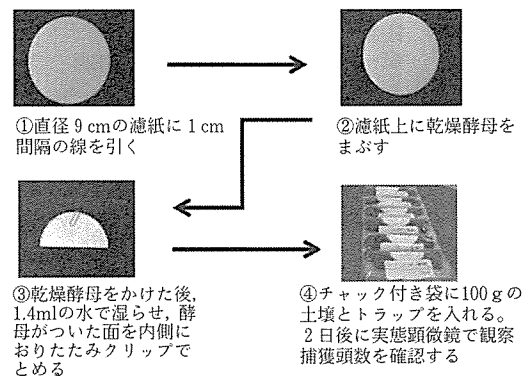 ①直径9cmの濾紙に1cm
間隔の線を引く
②濾紙上に乾燥酵母を
まぶす
③乾燥酵母をかけた後,
1.4mlの水で湿らせ,酵
母がついた面を内側に
おりたたみクリップで
とめる
④チャック付き袋に100gの
土壌とトラップを入れる。
2日後に実態顕微鏡で観察
捕獲頭数を確認する